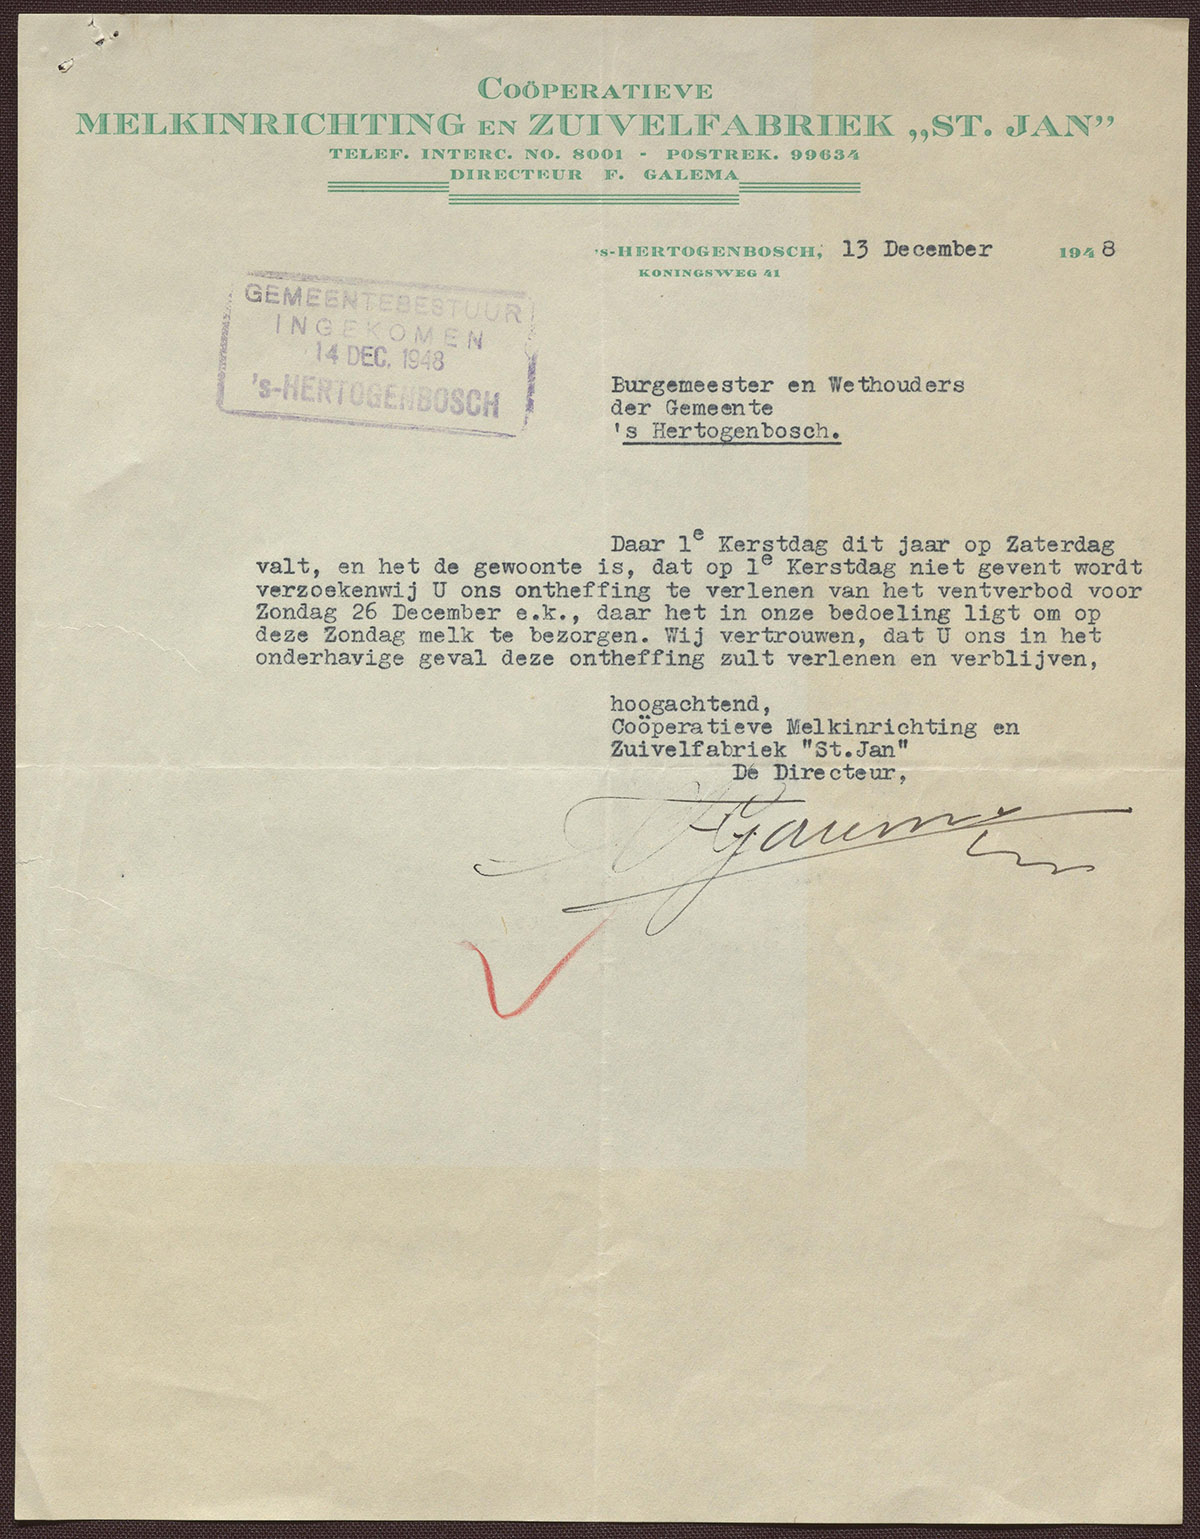 COÖPERATIEVE
MELKINRICHTING EN ZUIVELFABRIEK „ST. JAN”
TELEF. INTERC. NO. 8001 - POSTREK. 99634
DIRECTEUR F. GALEMA
's-HERTOGENBOSCH, 13 December 1948
KONINGSWEG 41
GEMEENTEBESTUUR
INGEKOMEN
14 DEC. 1948
's-HERTOGENBOSCH
Burgemeester en Wethouders
der Gemeente
's Hertogenbosch.
Daar 1e Kerstdag dit jaar op Zaterdag
valt, en het de gewoonte is, dat op 1e Kerstdag niet gevent wordt
verzoekenwij U ons ontheffing te verlenen van het ventverbod voor
Zondag 26 December e.k., daar het in onze bedoeling ligt om op
deze Zondag melk te bezorgen. Wij vertrouwen, dat U ons in het
onderhavige geval deze ontheffing zult verlenen en verblijven,
hoogachtend,
Coöperatieve Melkinrichting en
Zuivelfabriek "St.Jan"
De Directeur,